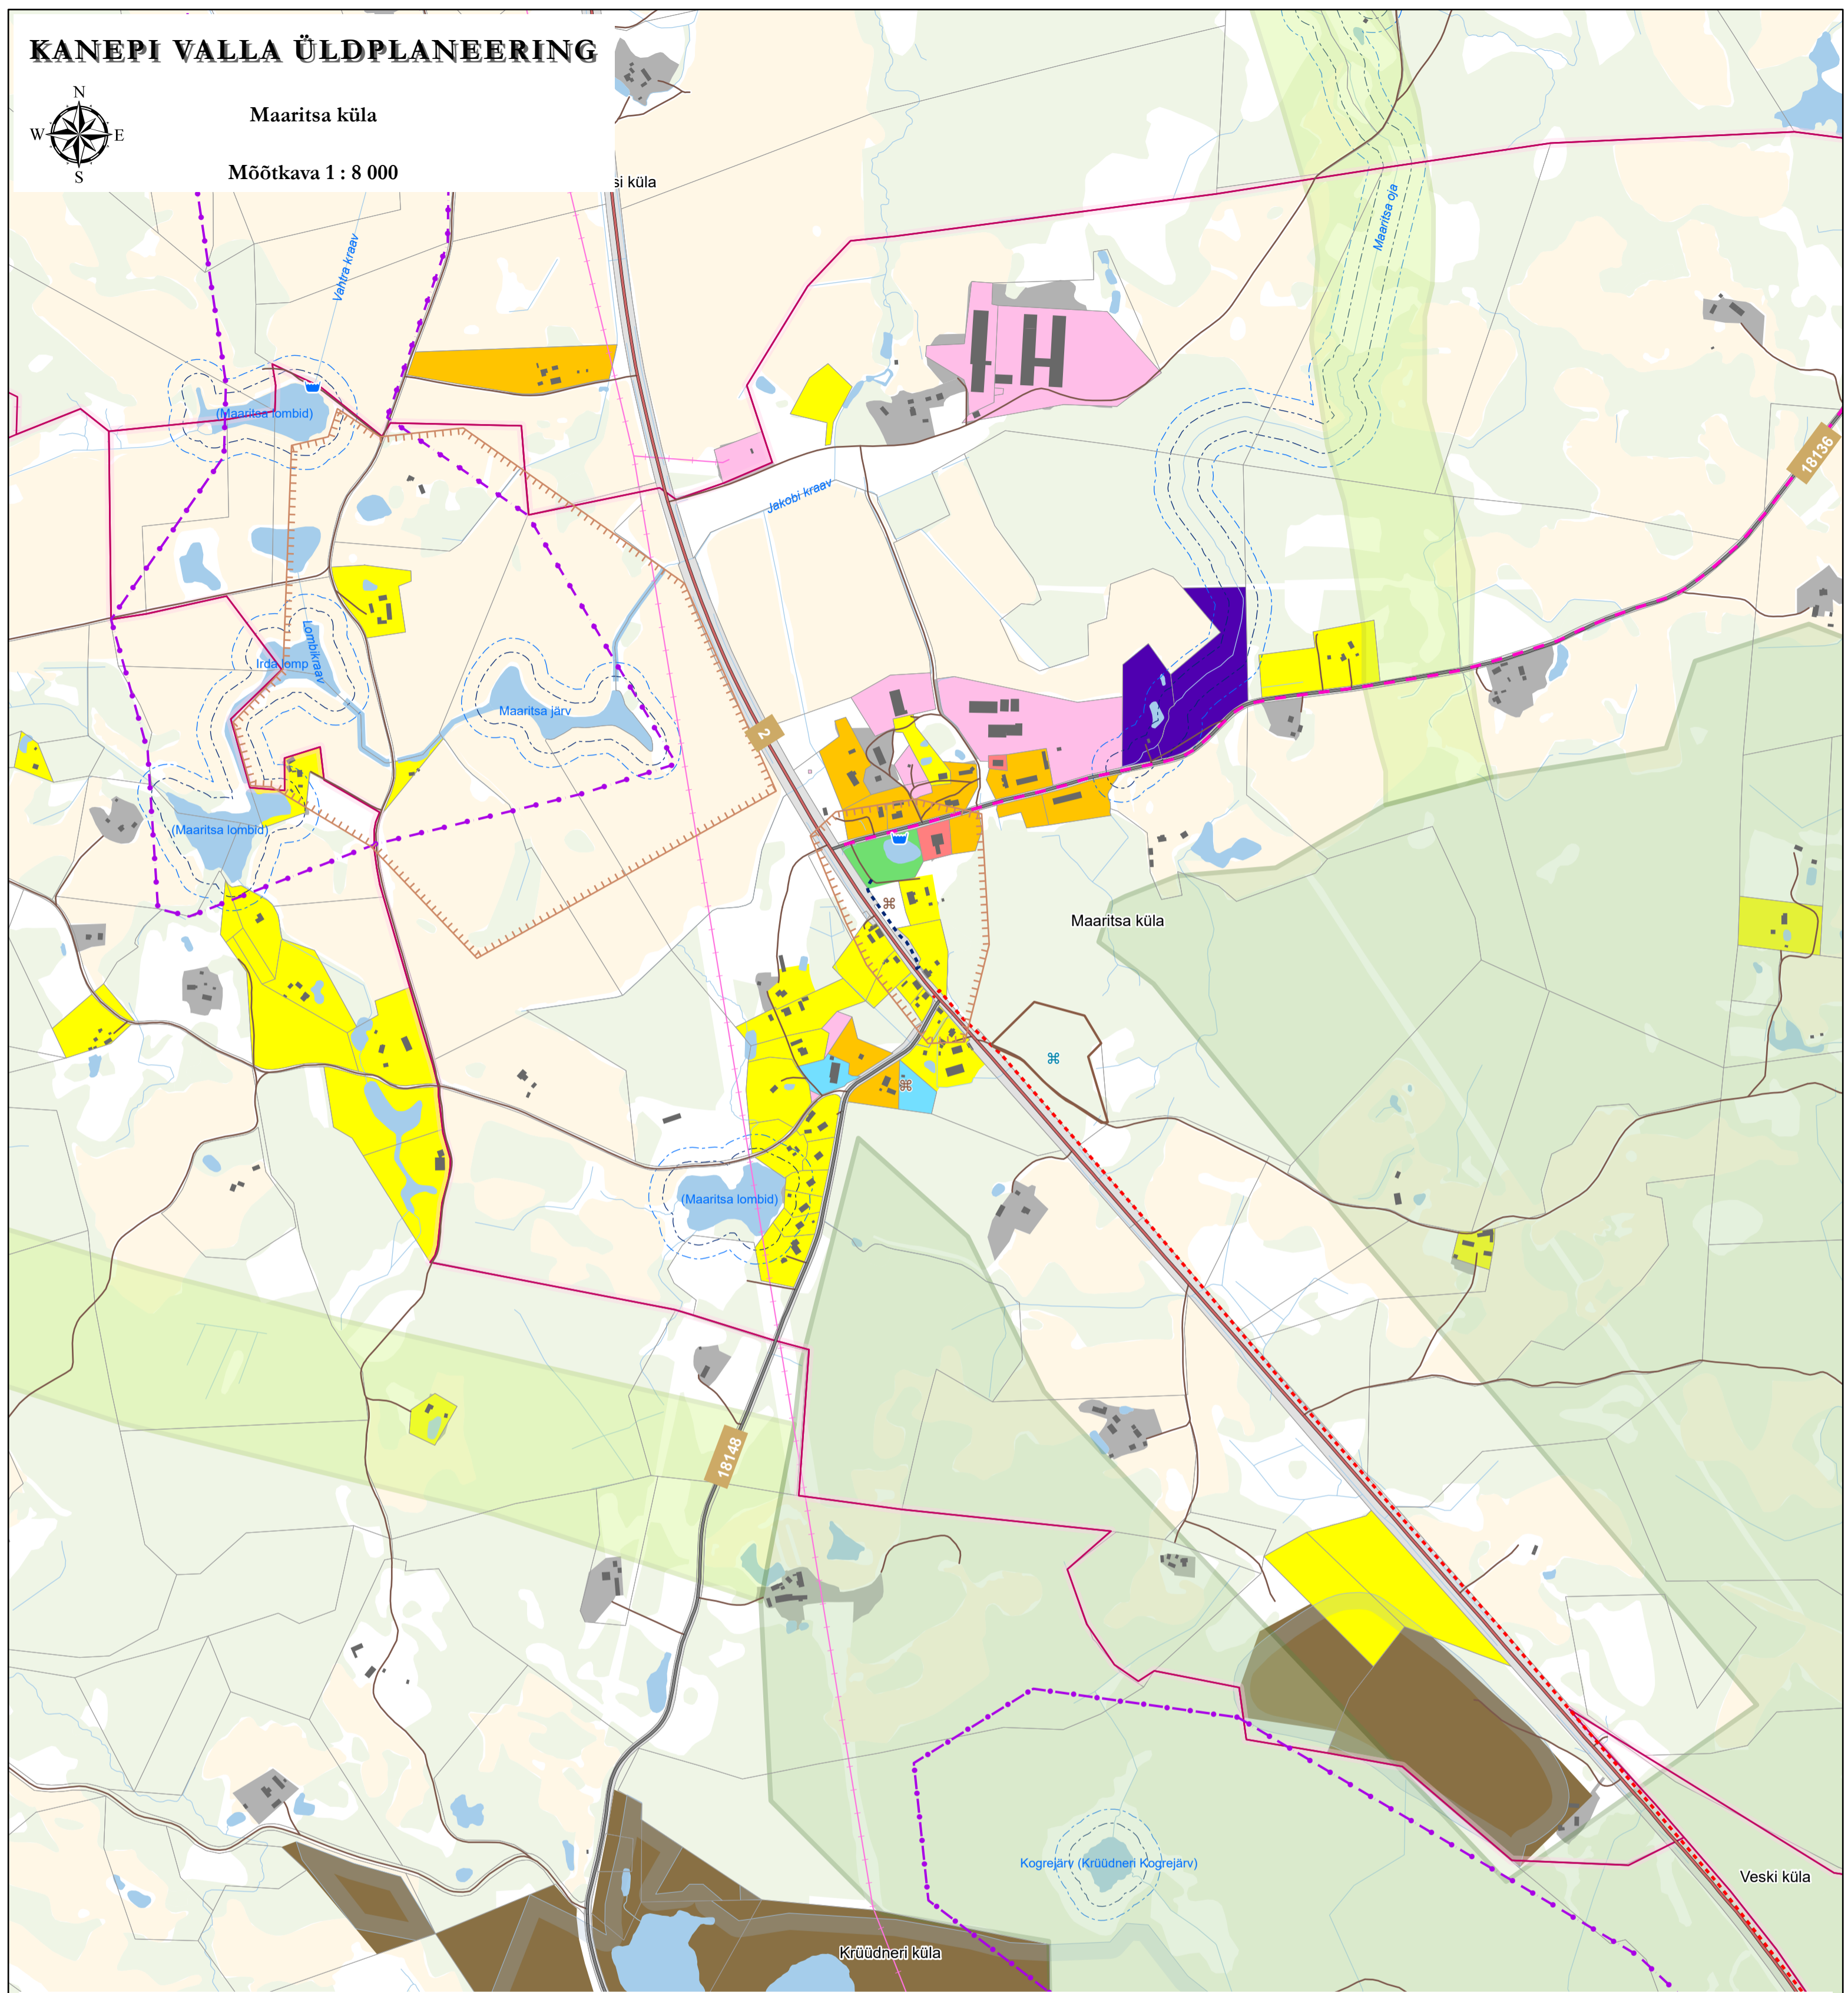 KANEPI VALLA ÜLDPLANEERING
N
W E
S
Maaritsa küla
Mõõtkava 1 : 8 000
si küla
Vahtra kraav
Maaritsa oja
(Maaritsa lombid)
18136
Jakobi kraav
Lombikraav
Irda lomp
Maaritsa järv
2
(Maaritsa lombid)
Maaritsa küla
(Maaritsa lombid)
18148
Kogrejärv (Krüüdneri Kogrejärv)
Veski küla
Krüüdneri küla